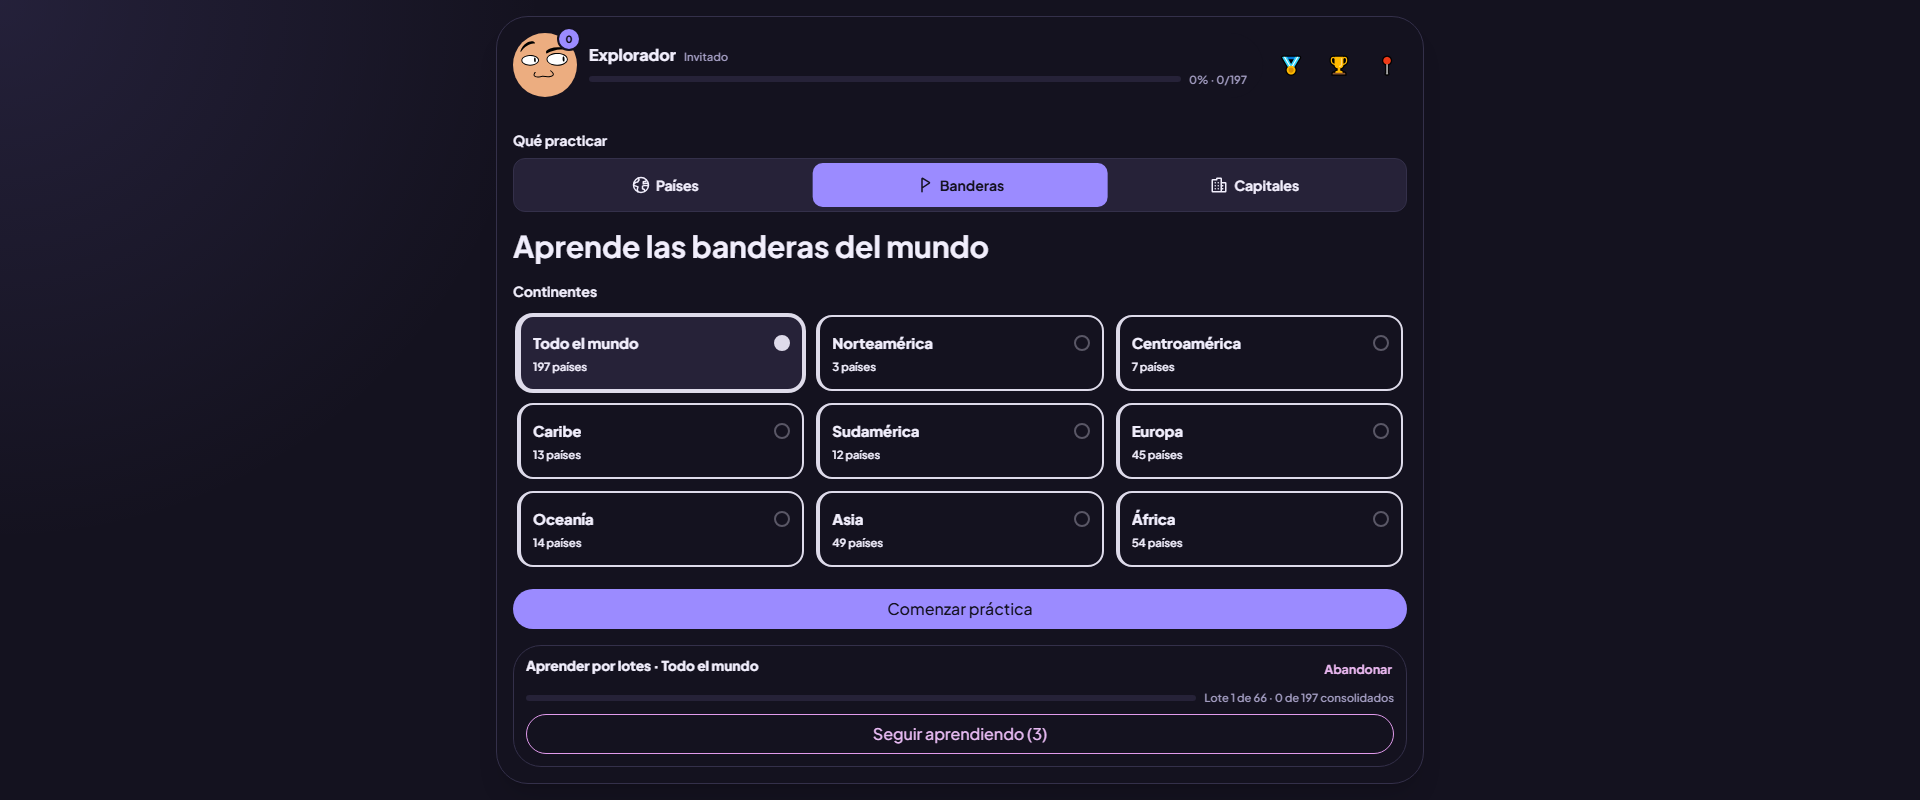 0
Explorador Invitado
0% · 0/197
Qué practicar
Países
Banderas
Capitales
Aprende las banderas del mundo
Continentes
Todo el mundo
197 países
Norteamérica
3 países
Centroamérica
7 países
Caribe
13 países
Sudamérica
12 países
Europa
45 países
Oceanía
14 países
Asia
49 países
África
54 países
Comenzar práctica
Aprender por lotes · Todo el mundo
Abandonar
Lote 1 de 66 · 0 de 197 consolidados
Seguir aprendiendo (3)